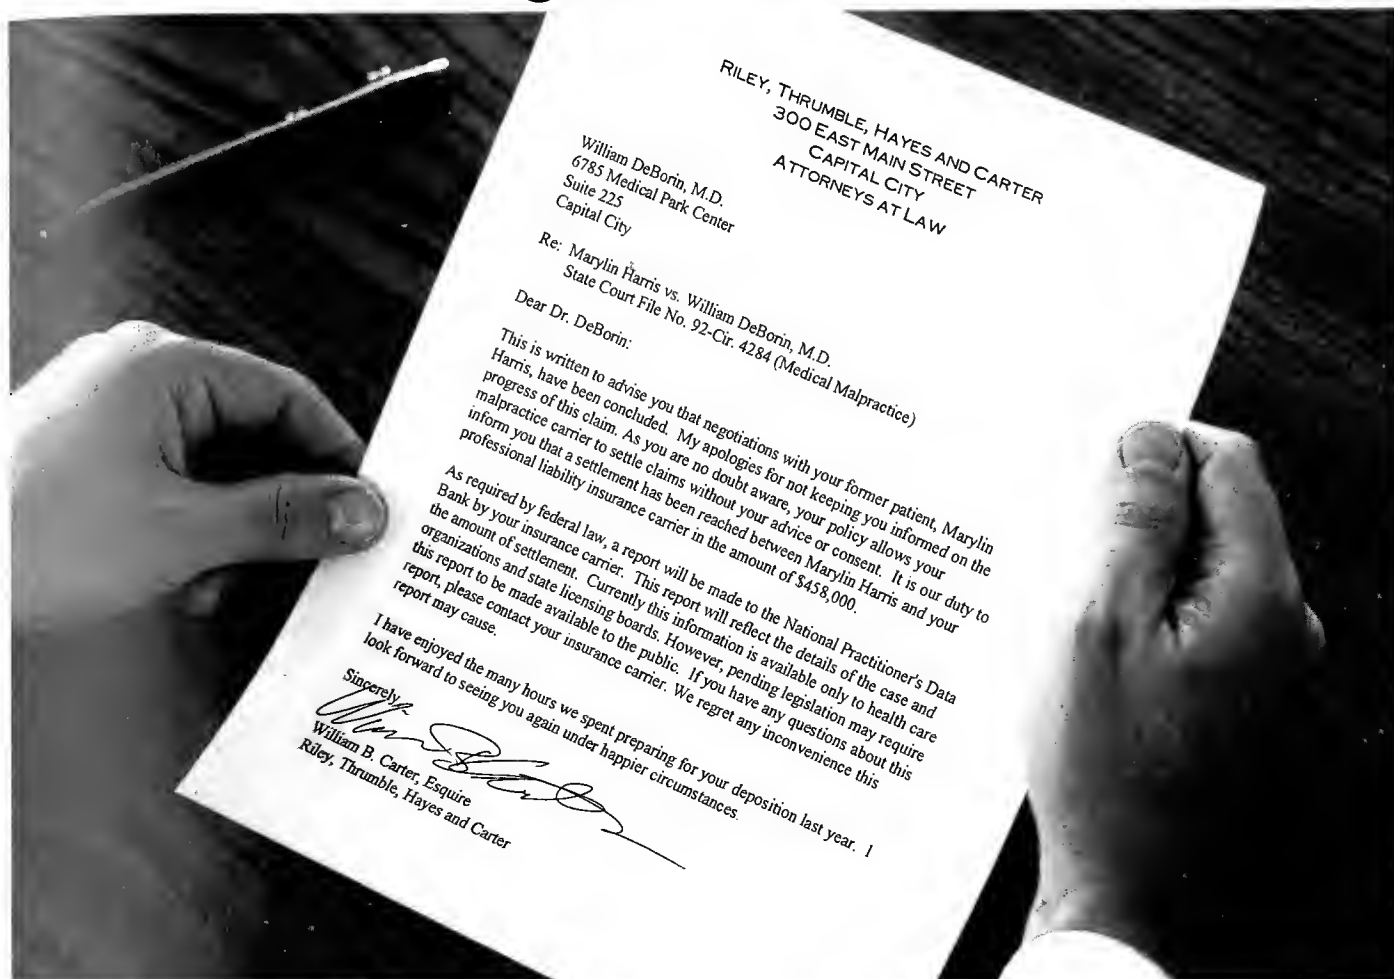 RILEY, THRUMBLE, HAYES AND CARTER
300 EAST MAIN STREET
CAPITAL CITY
ATTORNEYS AT LAW
William DeBorin, M.D.
6785 Medical Park Center
Suite 225
Capital City
Re: Marylin Harris vs. William DeBorin, M.D.
State Court File No. 92-Cir. 4284 (Medical Malpractice)
Dear Dr. DeBorin:
This is written to advise you that negotiations with your former patient, Marylin
Harris, have been concluded. My apologies for not keeping you informed on the
progress of this claim. As you are no doubt aware, your policy allows your
malpractice carrier to settle claims without your advice or consent. It is our duty to
inform you that a settlement has been reached between Marylin Harris and your
professional liability insurance carrier in the amount of $458,000.
As required by federal law, a report will be made to the National Practitioner's Data
Bank by your insurance carrier. This report will reflect the details of the case and
the amount of settlement. Currently this information is available only to health care
organizations and state licensing boards. However, pending legislation may require
this report to be made available to the public. If you have any questions about this
report, please contact your insurance carrier. We regret any inconvenience this
report may cause.
I have enjoyed the many hours we spent preparing for your deposition last year. I
look forward to seeing you again under happier circumstances.
Sincerely,
William B. Carter, Esquire
Riley, Thrumble, Hayes and Carter